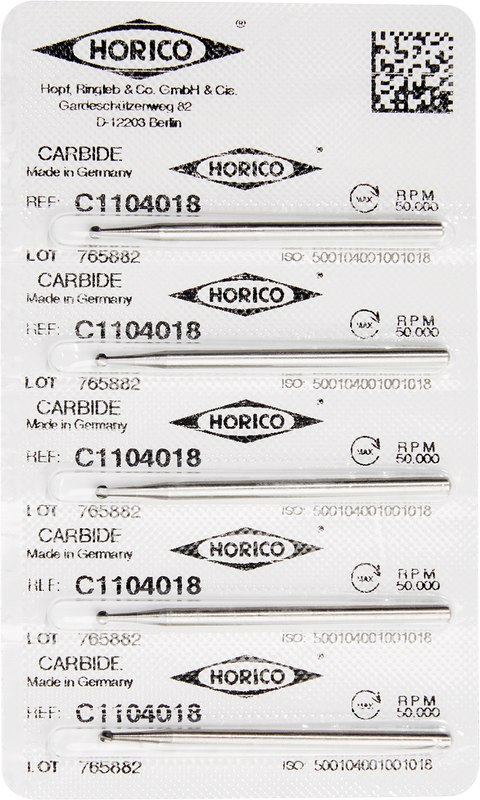 HORICO ®
Hopf, Ringleb & Co. GmbH & Cie.
Gardeschützenweg 82
D-12203 Berlin
CARBIDE HORICO ®
Made in Germany
REF: C1104018 MAX RPM 50.000
LOT 765882 ISO: 500104001001018
CARBIDE HORICO ®
Made in Germany
REF: C1104018 MAX RPM 50.000
LOT 765882 ISO: 500104001001018
CARBIDE HORICO ®
Made in Germany
REF: C1104018 MAX RPM 50.000
LOT 765882 ISO: 500104001001018
CARBIDE HORICO ®
Made in Germany
REF: C1104018 MAX RPM 50.000
LOT 765882 ISO: 500104001001018
CARBIDE HORICO ®
Made in Germany
REF: C1104018 MAX RPM 50.000
LOT 765882 ISO: 500104001001018